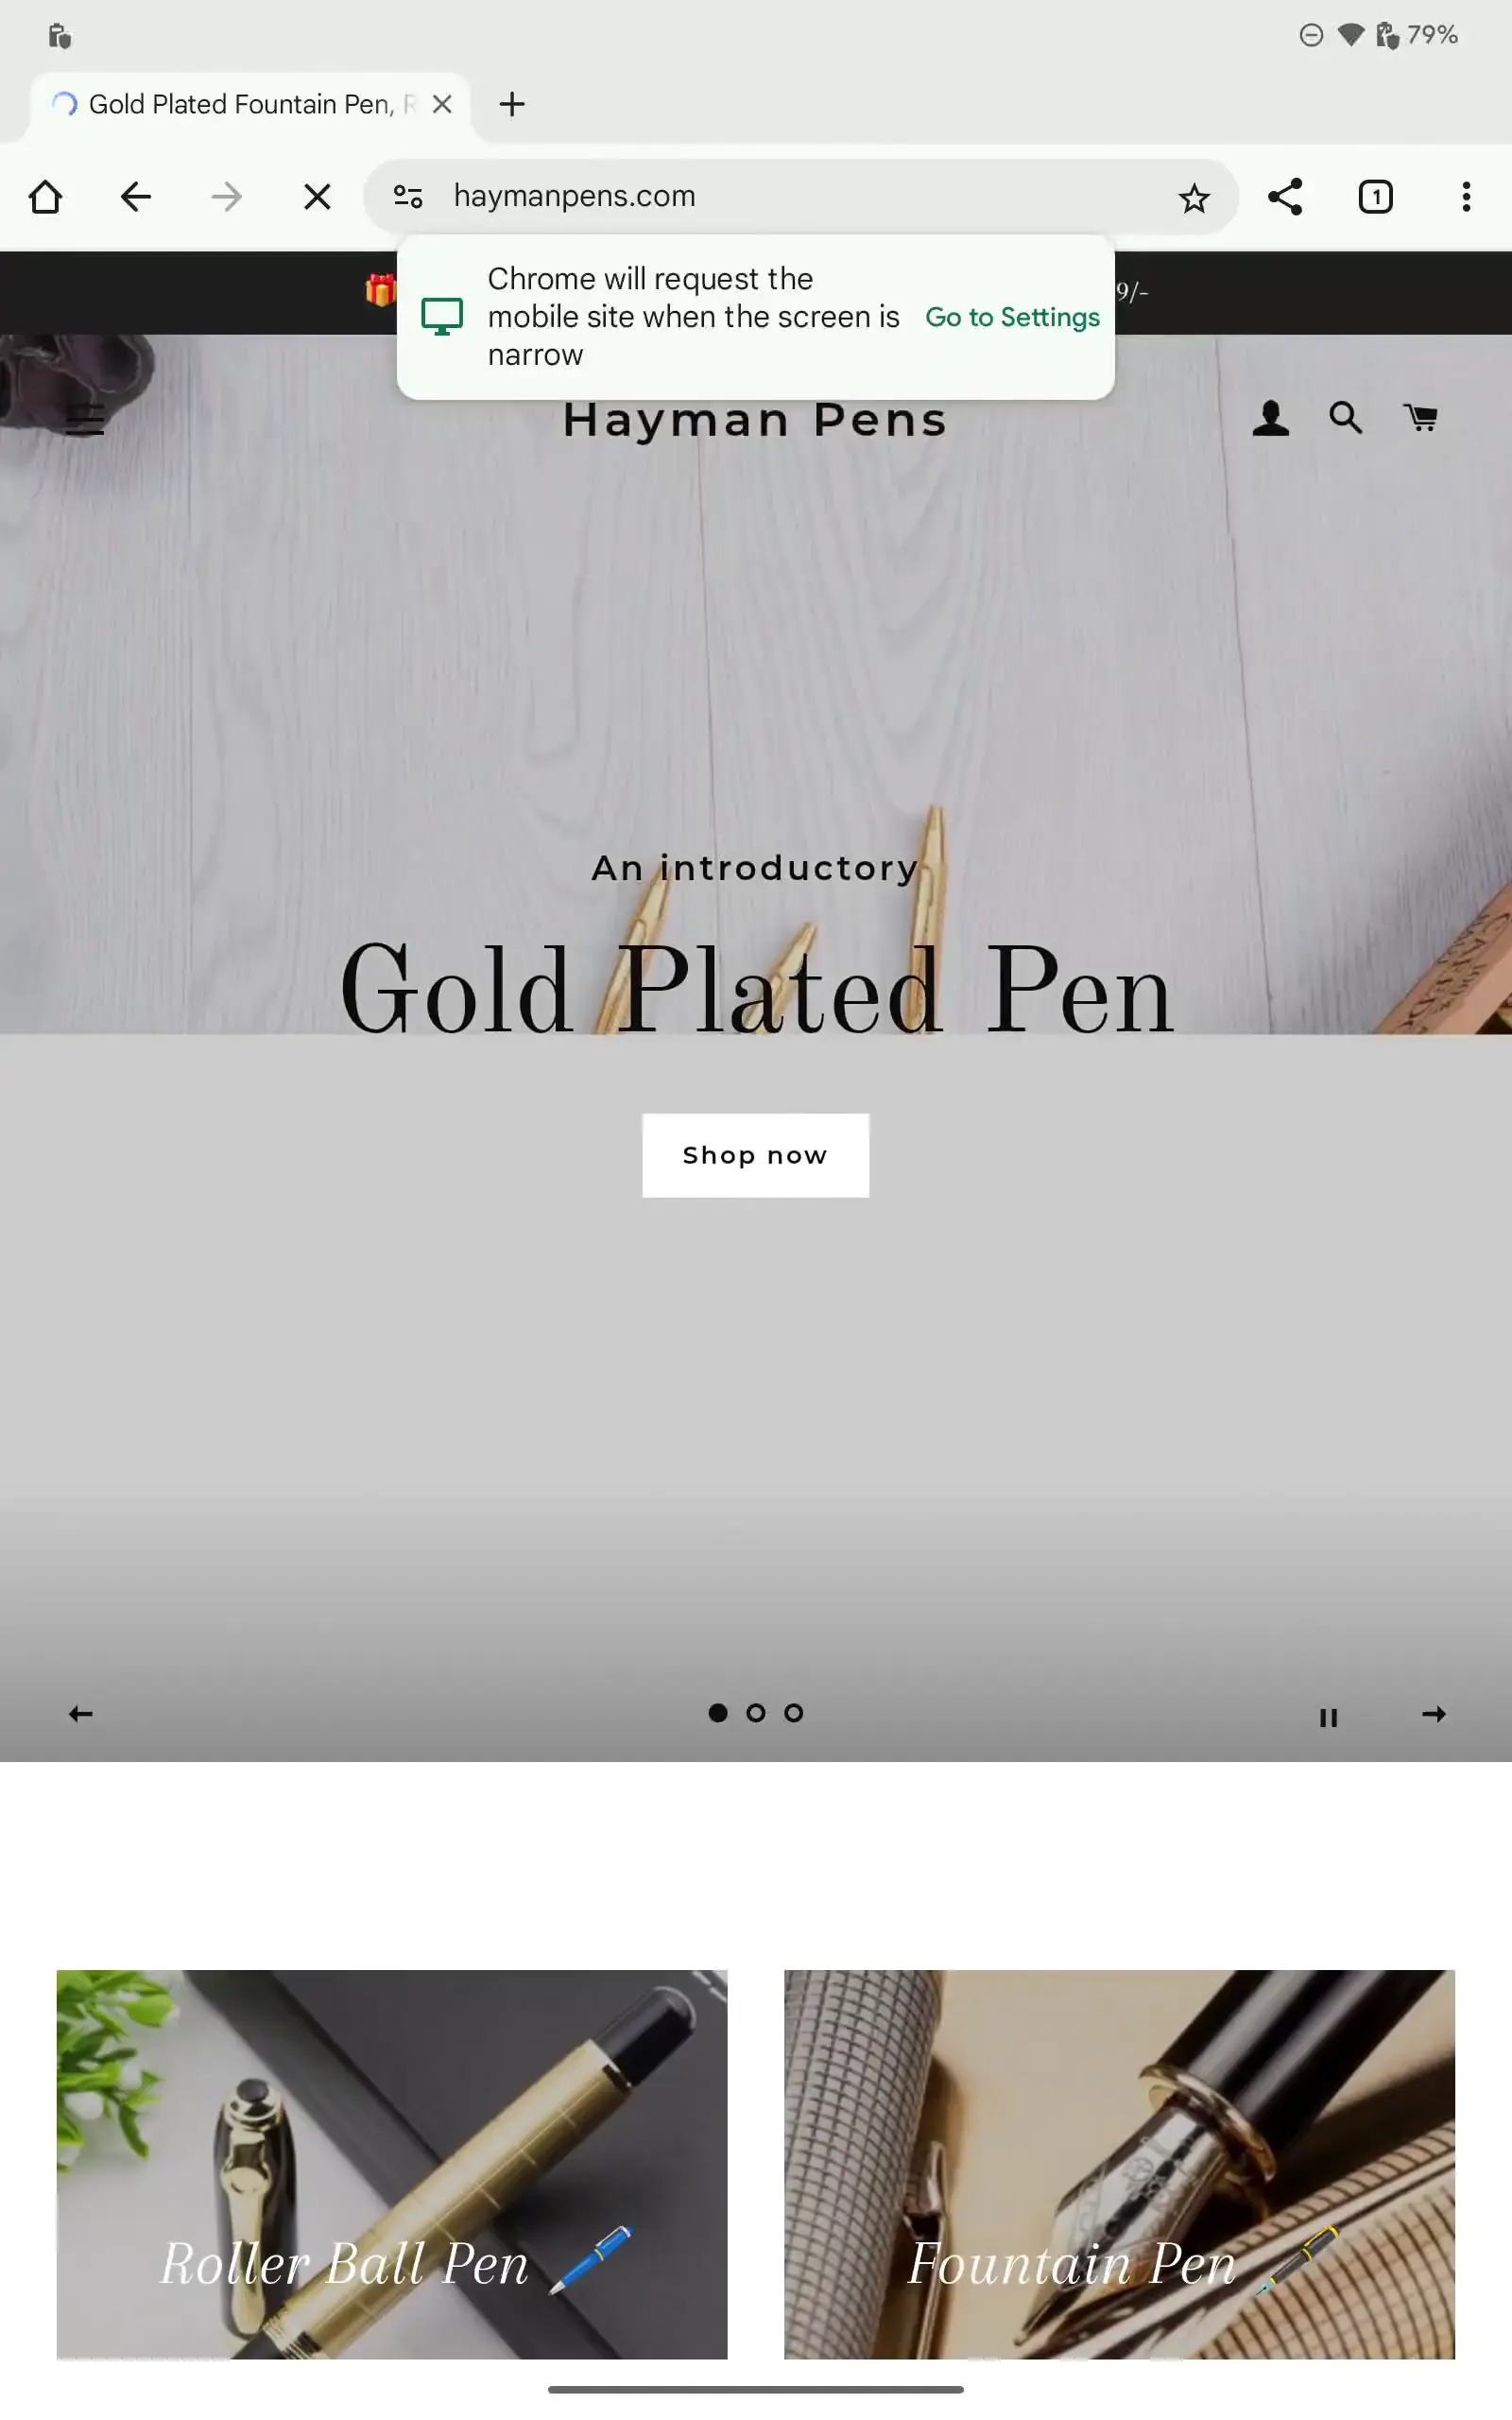 79%
Gold Plated Fountain Pen,
haymanpens.com
1
Chrome will request the
mobile site when the screen is
narrow
Go to Settings
9/-
Hayman Pens
An introductory
Gold Plated Pen
Shop now
Roller Ball Pen
Fountain Pen